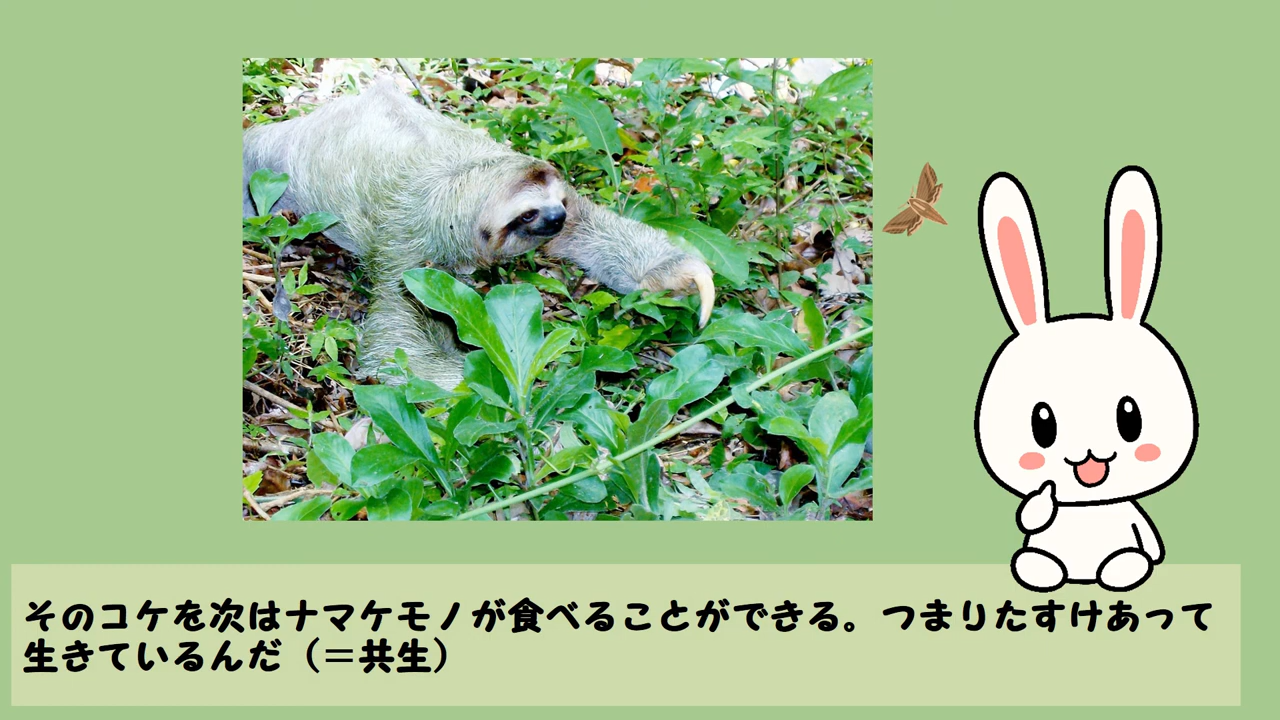 そのコケを次はナマケモノが食べることができる。つまりたすけあって
生きているんだ（＝共生）